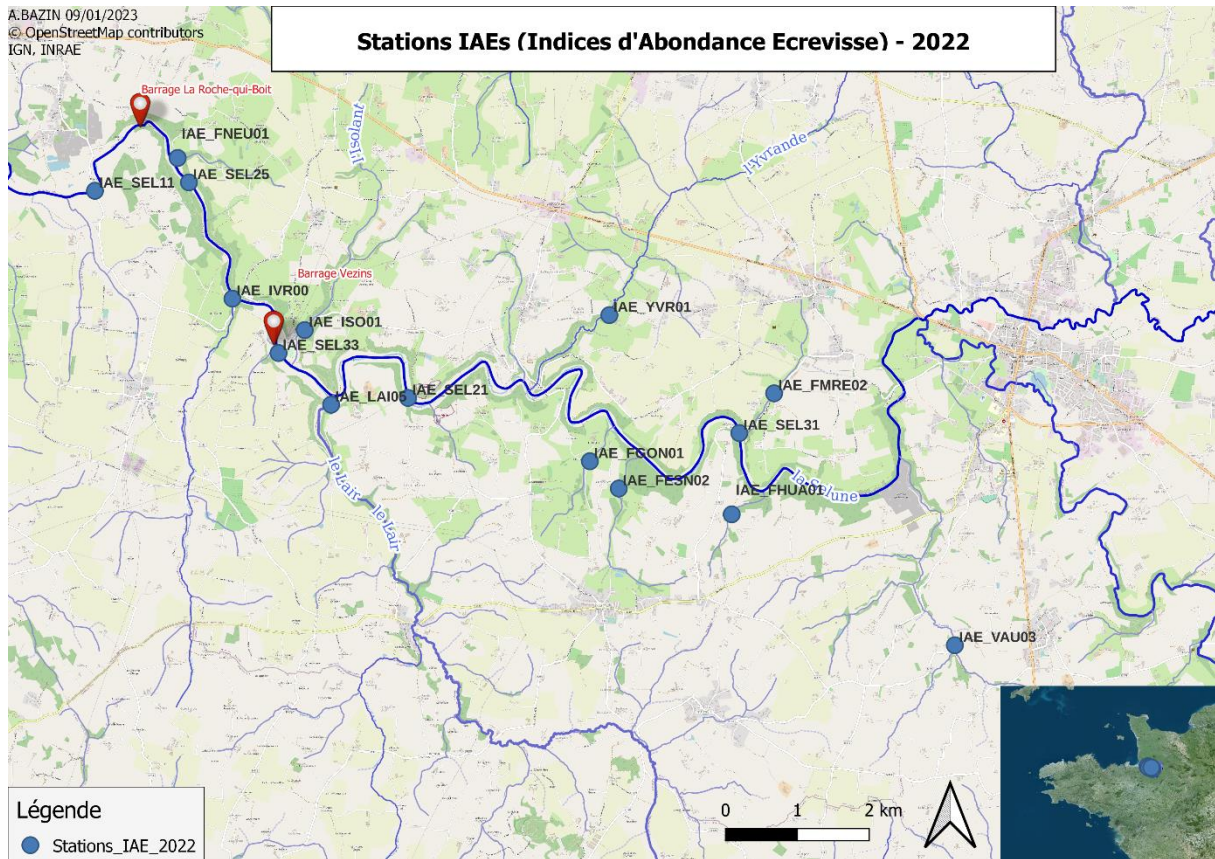 A.BAZIN 09/01/2023
© OpenStreetMap contributors
IGN, INRAE
Stations IAEs (Indices d'Abondance Ecrevisse) - 2022
Barrage La Roche-qui-Boit
IAE_FNEU01
IAE_SEL11
IAE_SEL25
l'Isolant
l'Yvrande
Barrage Vezins
IAE_IVR00
IAE_ISO01
IAE_YVR01
IAE_SEL33
IAE_LAI05
IAE_SEL21
IAE_FMRE02
IAE_SEL31
IAE_FGON01
IAE_FESN02
IAE_FHUA01
la Sélune
le Lair
le Lair
IAE_VAU03
0 1 2 km
Légende
Stations_IAE_2022